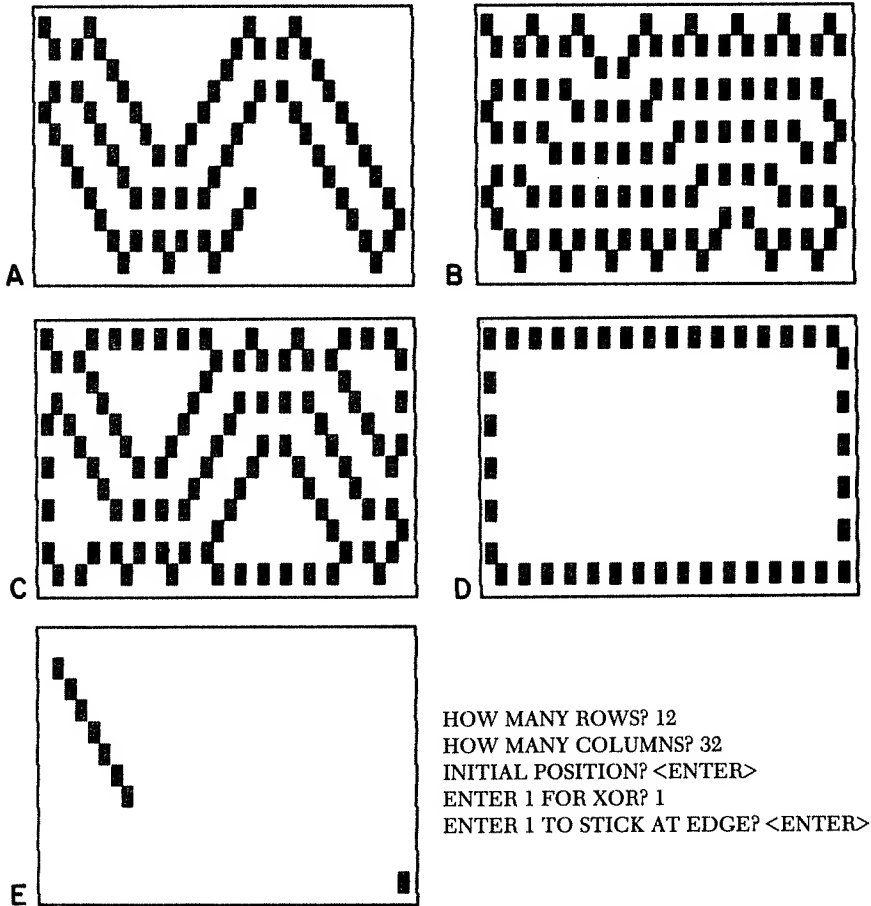 A
B
C
D
E
HOW MANY ROWS? 12
HOW MANY COLUMNS? 32
INITIAL POSITION? <ENTER>
ENTER 1 FOR XOR? 1
ENTER 1 TO STICK AT EDGE? <ENTER>